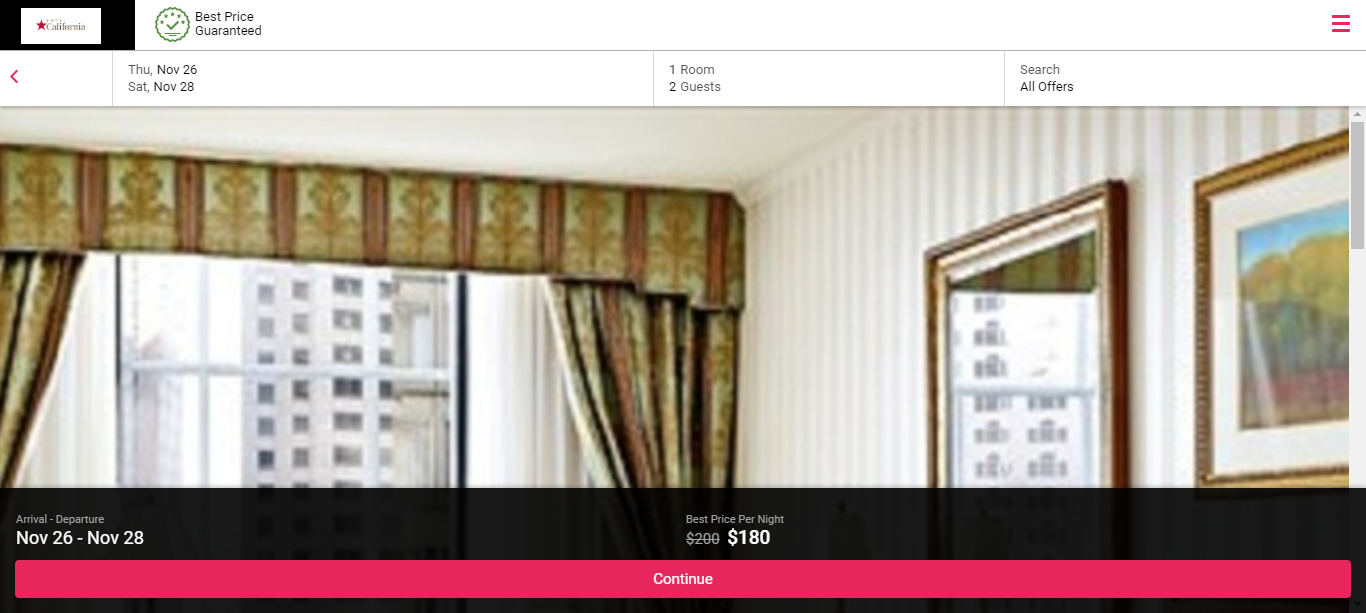 California
Best Price
Guaranteed
Thu, Nov 26
Sat, Nov 28
1 Room
2 Guests
Search
All Offers
Arrival - Departure
Nov 26 - Nov 28
Best Price Per Night
$200 $180
Continue